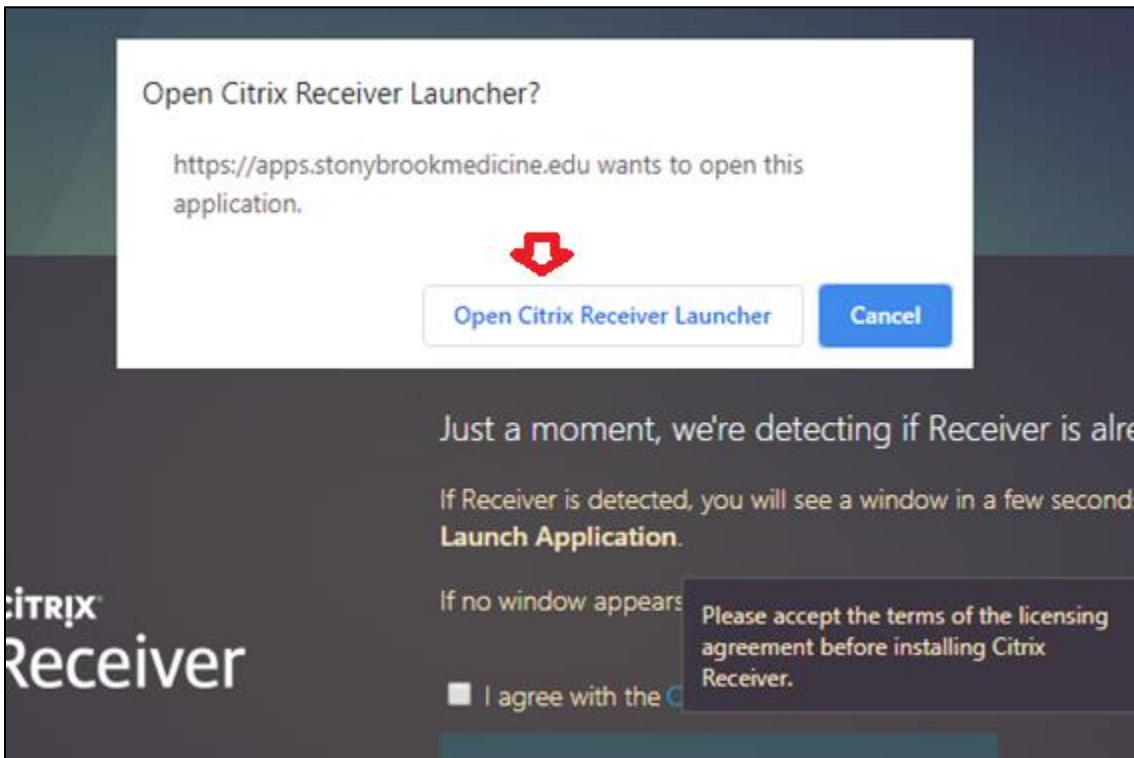 Open Citrix Receiver Launcher?
https://apps.stonybrookmedicine.edu wants to open this
application.
Open Citrix Receiver Launcher
Cancel
Just a moment, we're detecting if Receiver is
If Receiver is detected, you will see a window in a few
Launch Application.
If no window appears
Please accept the terms of the licensing
agreement before installing Citrix
Receiver.
I agree with the
CİTRIX
Receiver